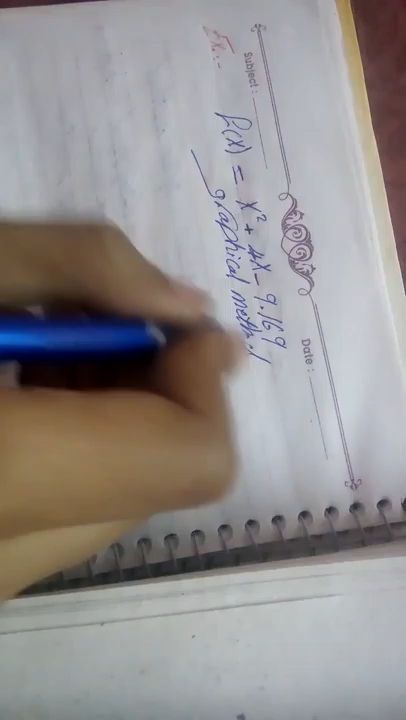 Subject :
Date :
Ex:-
f(x) = x² + 4x - 9.169
graphical method